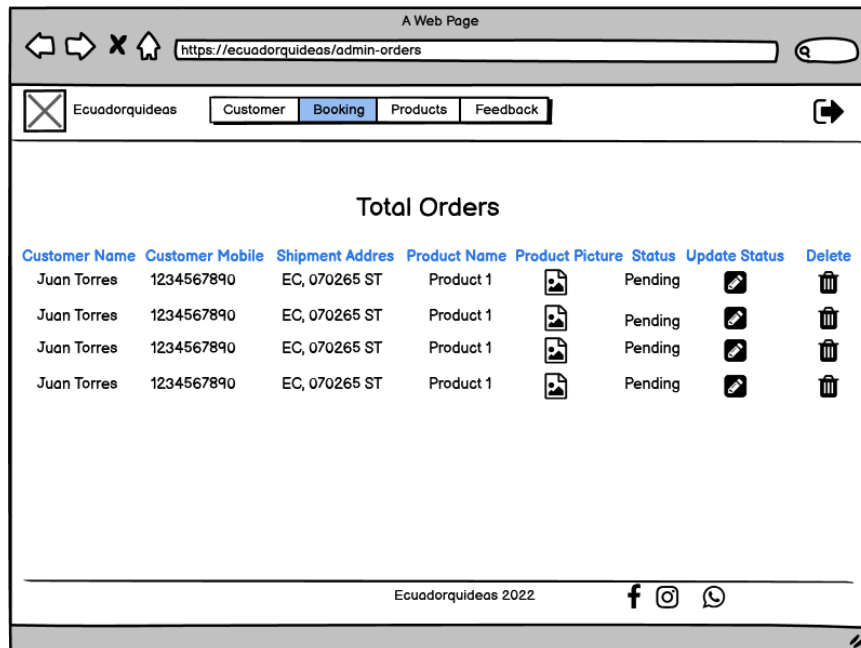 A Web Page
https://ecuadorquideas/admin-orders
Ecuadorquideas Customer Booking Products Feedback
Total Orders
Customer Name Customer Mobile Shipment Addres Product Name Product Picture Status Update Status Delete
Juan Torres 1234567890 EC, 070265 ST Product 1 Pending
Juan Torres 1234567890 EC, 070265 ST Product 1 Pending
Juan Torres 1234567890 EC, 070265 ST Product 1 Pending
Juan Torres 1234567890 EC, 070265 ST Product 1 Pending
Ecuadorquideas 2022